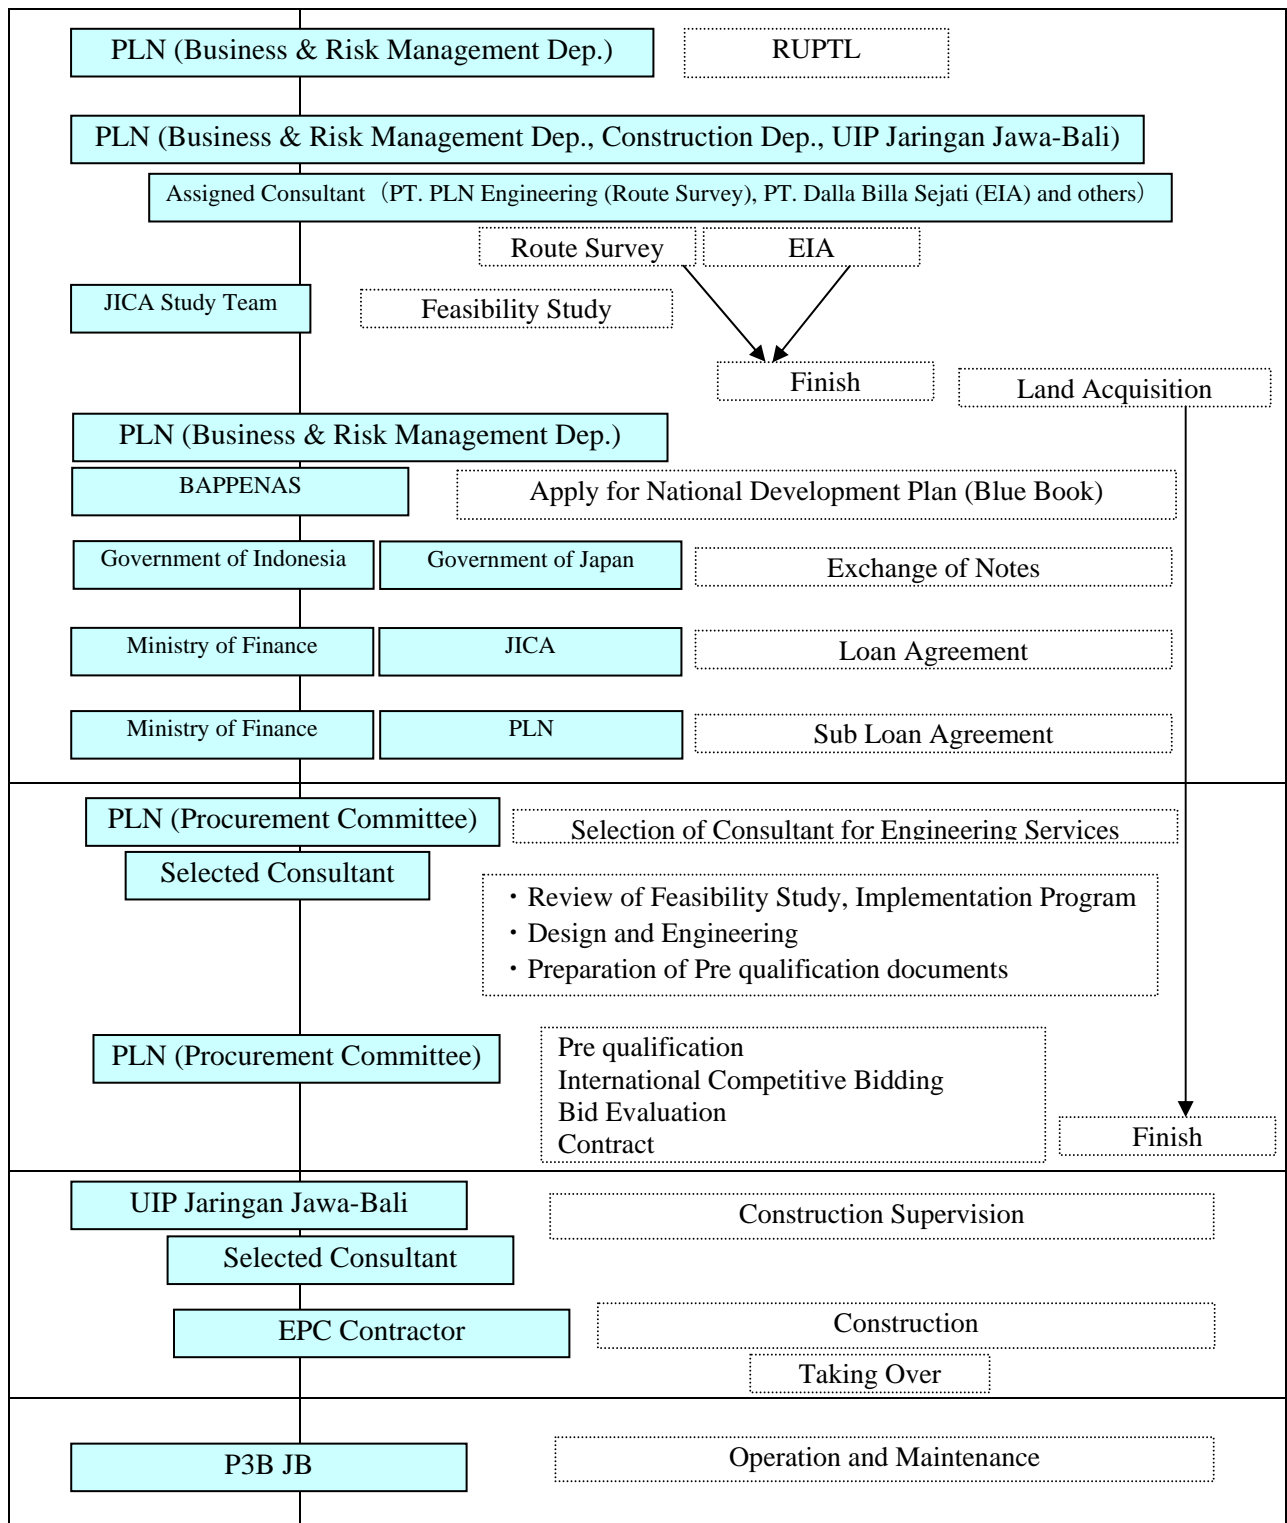 PLN (Business & Risk Management Dep.)
RUPTL
PLN (Business & Risk Management Dep., Construction Dep., UIP Jaringan Jawa-Bali)
Assigned Consultant（PT. PLN Engineering (Route Survey), PT. Dalla Billa Sejati (EIA) and others）
Route Survey
EIA
JICA Study Team
Feasibility Study
Finish
Land Acquisition
PLN (Business & Risk Management Dep.)
BAPPENAS
Apply for National Development Plan (Blue Book)
Government of Indonesia
Government of Japan
Exchange of Notes
Ministry of Finance
JICA
Loan Agreement
Ministry of Finance
PLN
Sub Loan Agreement
PLN (Procurement Committee)
Selection of Consultant for Engineering Services
Selected Consultant
・Review of Feasibility Study, Implementation Program
・Design and Engineering
・Preparation of Pre qualification documents
PLN (Procurement Committee)
Pre qualification
International Competitive Bidding
Bid Evaluation
Contract
Finish
UIP Jaringan Jawa-Bali
Construction Supervision
Selected Consultant
EPC Contractor
Construction
Taking Over
P3B JB
Operation and Maintenance